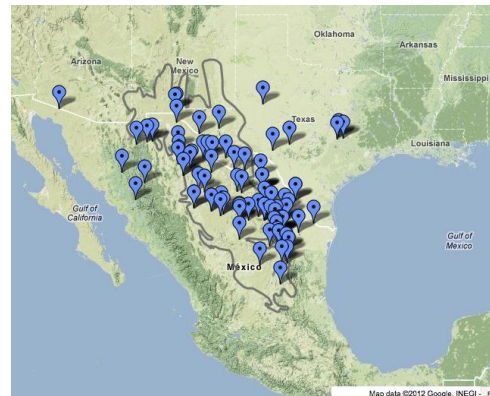 Oklahoma
Arizona
New
Mexico
Arkansas
Mississippi
Texas
Louisiana
Gulf of
California
Gulf of
Mexico
México
Map data ©2012 Google, INEGI -